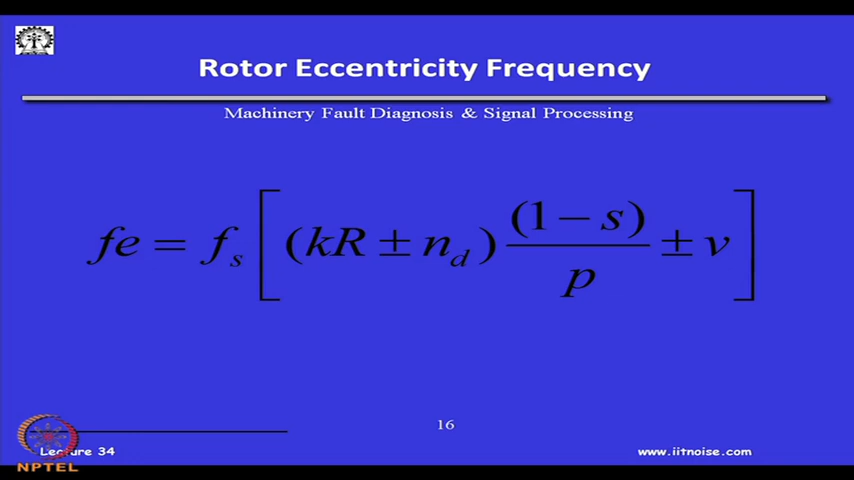 Rotor Eccentricity Frequency
Machinery Fault Diagnosis & Signal Processing
fe = f_s [ (kR ± n_d) (1 − s) / p ± v ]
16
Lecture 34
www.iitnoise.com
NPTEL